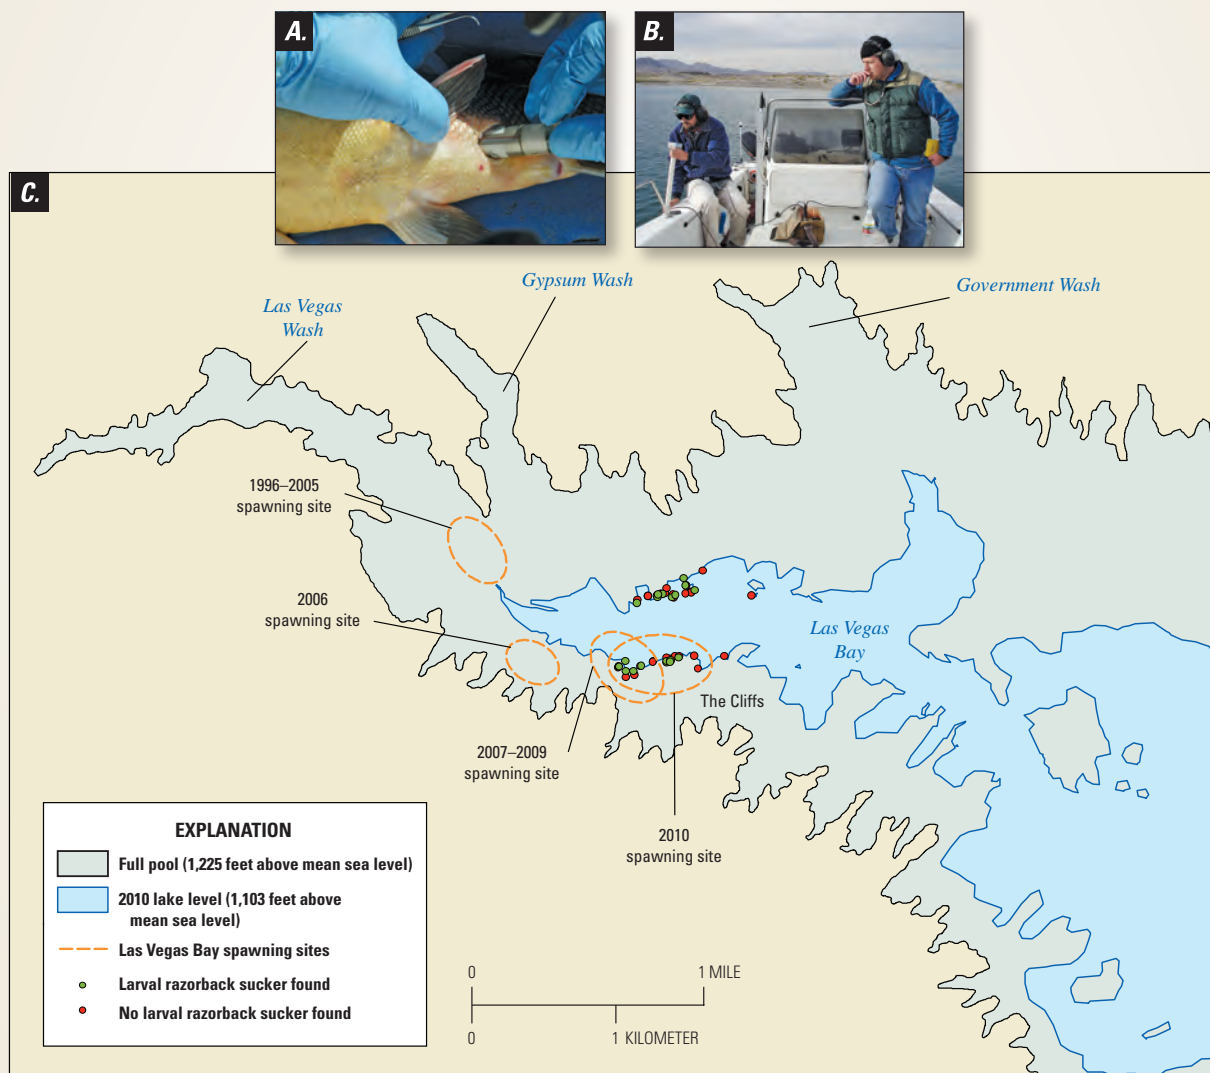 A.
B.
C.
Las Vegas
Wash
Gypsum Wash
Government Wash
1996–2005
spawning site
2006
spawning site
Las Vegas
Bay
The Cliffs
2007–2009
spawning site
2010
spawning site
EXPLANATION
Full pool (1,225 feet above mean sea level)
2010 lake level (1,103 feet above
mean sea level)
Las Vegas Bay spawning sites
Larval razorback sucker found
No larval razorback sucker found
0 1 MILE
0 1 KILOMETER